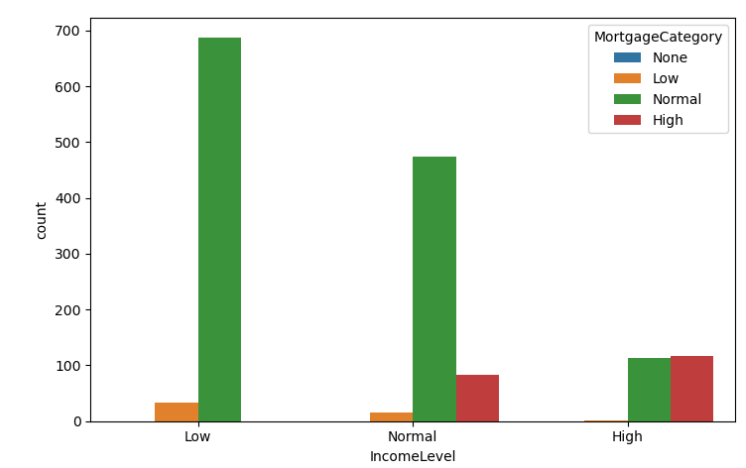 700
600
500
400
300
200
100
0
count
Low
Normal
High
IncomeLevel
MortgageCategory
None
Low
Normal
High